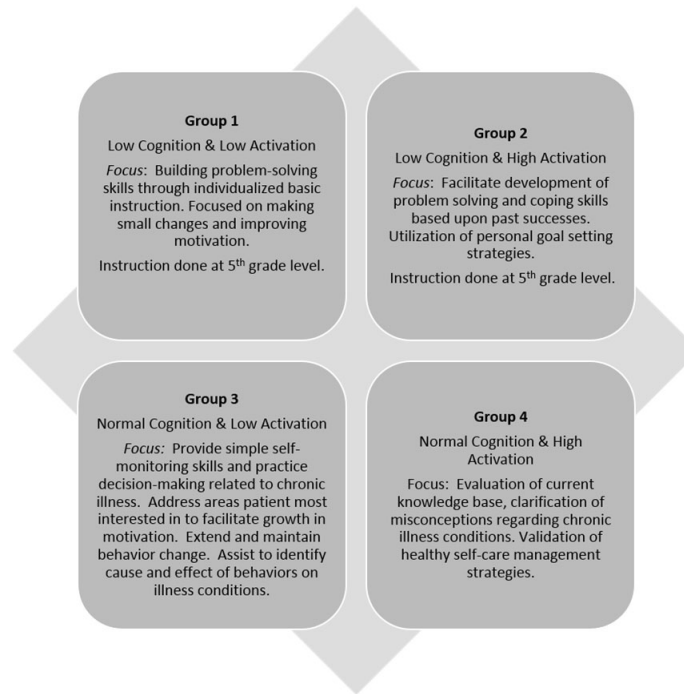 Group 1
Low Cognition & Low Activation
Focus:  Building problem-solving
skills through individualized basic
instruction. Focused on making
small changes and improving
motivation.
Instruction done at 5th grade level.
Group 2
Low Cognition & High Activation
Focus:  Facilitate development of
problem solving and coping skills
based upon past successes.
Utilization of personal goal setting
strategies.
Instruction done at 5th grade level.
Group 3
Normal Cognition & Low Activation
Focus:  Provide simple self-
monitoring skills and practice
decision-making related to chronic
illness.  Address areas patient most
interested in to facilitate growth in
motivation.  Extend and maintain
behavior change.  Assist to identify
cause and effect of behaviors on
illness conditions.
Group 4
Normal Cognition & High
Activation
Focus:  Evaluation of current
knowledge base, clarification of
misconceptions regarding chronic
illness conditions. Validation of
healthy self-care management
strategies.